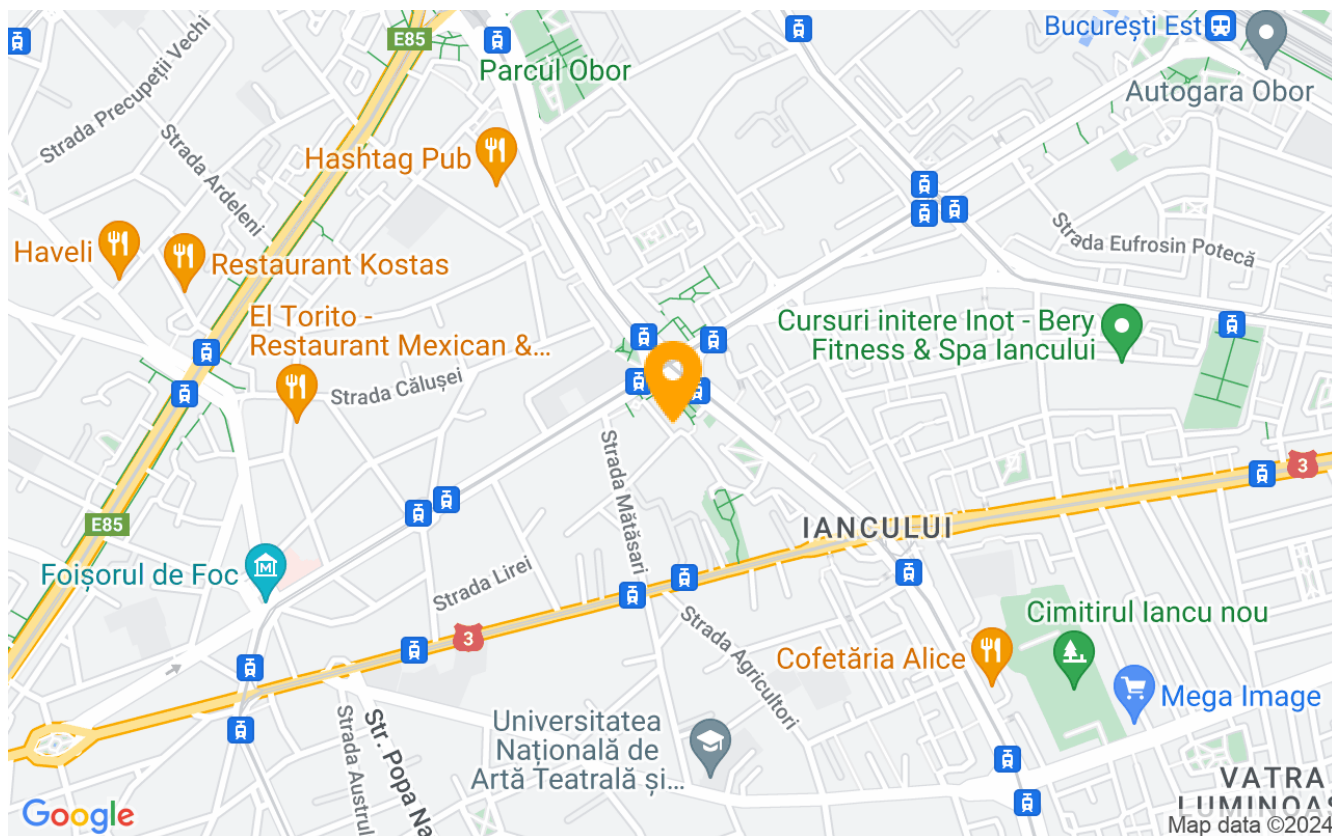 E85
București Est
Parcul Obor
Autogara Obor
Strada Precupeții Vechi
Hashtag Pub
Strada Ardeleni
Haveli
Restaurant Kostas
Strada Eufrosin Potecă
El Torito -
Restaurant Mexican &...
Cursuri initere Inot - Bery
Fitness & Spa Iancului
Strada Călușei
Strada Mătăsari
3
E85
IANCULUI
Foișorul de Foc
Strada Lirei
3
Cimitirul Iancu nou
Strada Agricultori
Cofetăria Alice
Mega Image
Universitatea
Națională de
Artă Teatrală și...
Strada Austrul
Str. Popa Na
VATRA
LUMINOAS
Google
Map data ©2024